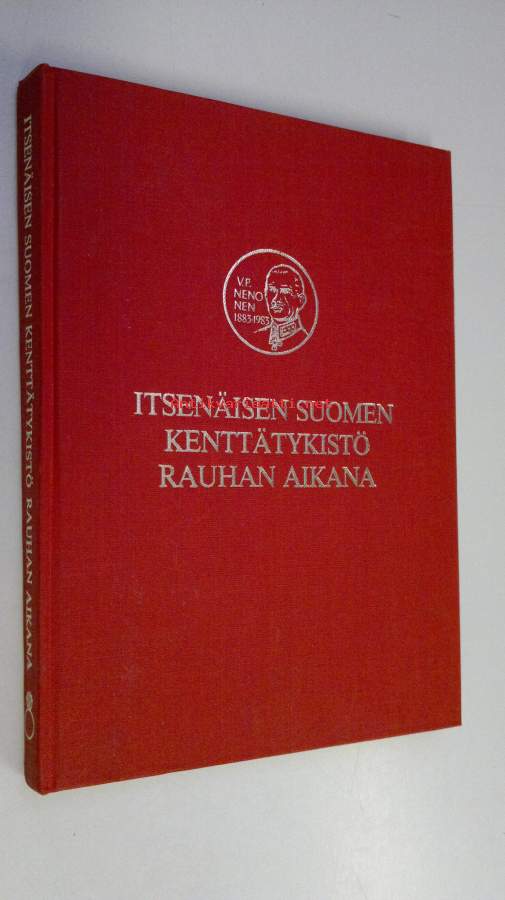 ITSENÄISEN SUOMEN KENTTÄTYKISTÖ RAUHAN AIKANA
V.P.
NENO
NEN
1883-1983
ITSENÄISEN SUOMEN
KENTTÄTYKISTÖ
RAUHAN AIKANA